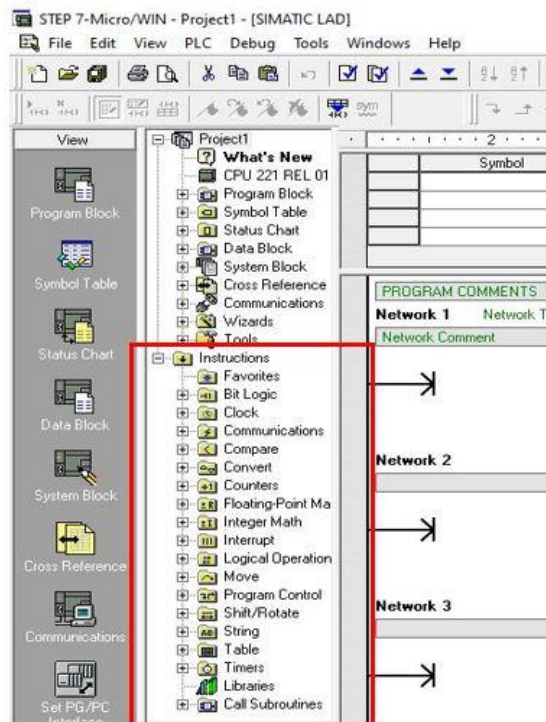 STEP 7-Micro/WIN - Project1 - [SIMATIC LAD]
File Edit View PLC Debug Tools Windows Help
sym
View
Program Block
Symbol Table
Status Chart
Data Block
System Block
Cross Reference
Communications
Set PG/PC
Interface
Project1
What's New
CPU 221 REL 01
Program Block
Symbol Table
Status Chart
Data Block
System Block
Cross Reference
Communications
Wizards
Tools
Instructions
Favorites
Bit Logic
Clock
Communications
Compare
Convert
Counters
Floating-Point Ma
Integer Math
Interrupt
Logical Operation
Move
Program Control
Shift/Rotate
String
Table
Timers
Libraries
Call Subroutines
2
Symbol
PROGRAM COMMENTS
Network 1 Network T
Network Comment
Network 2
Network 3